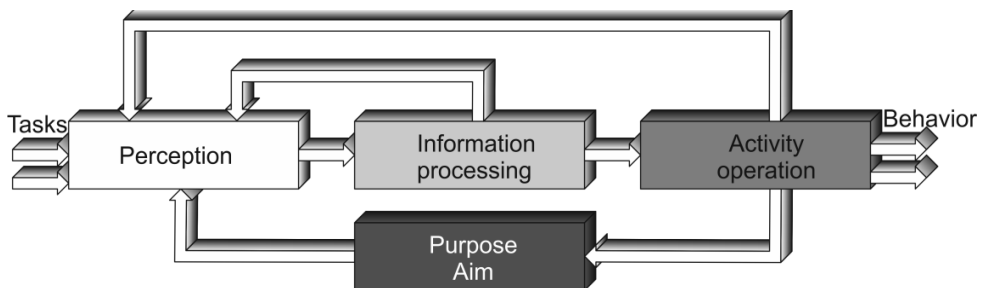 Tasks
Perception
Information
processing
Activity
operation
Behavior
Purpose
Aim